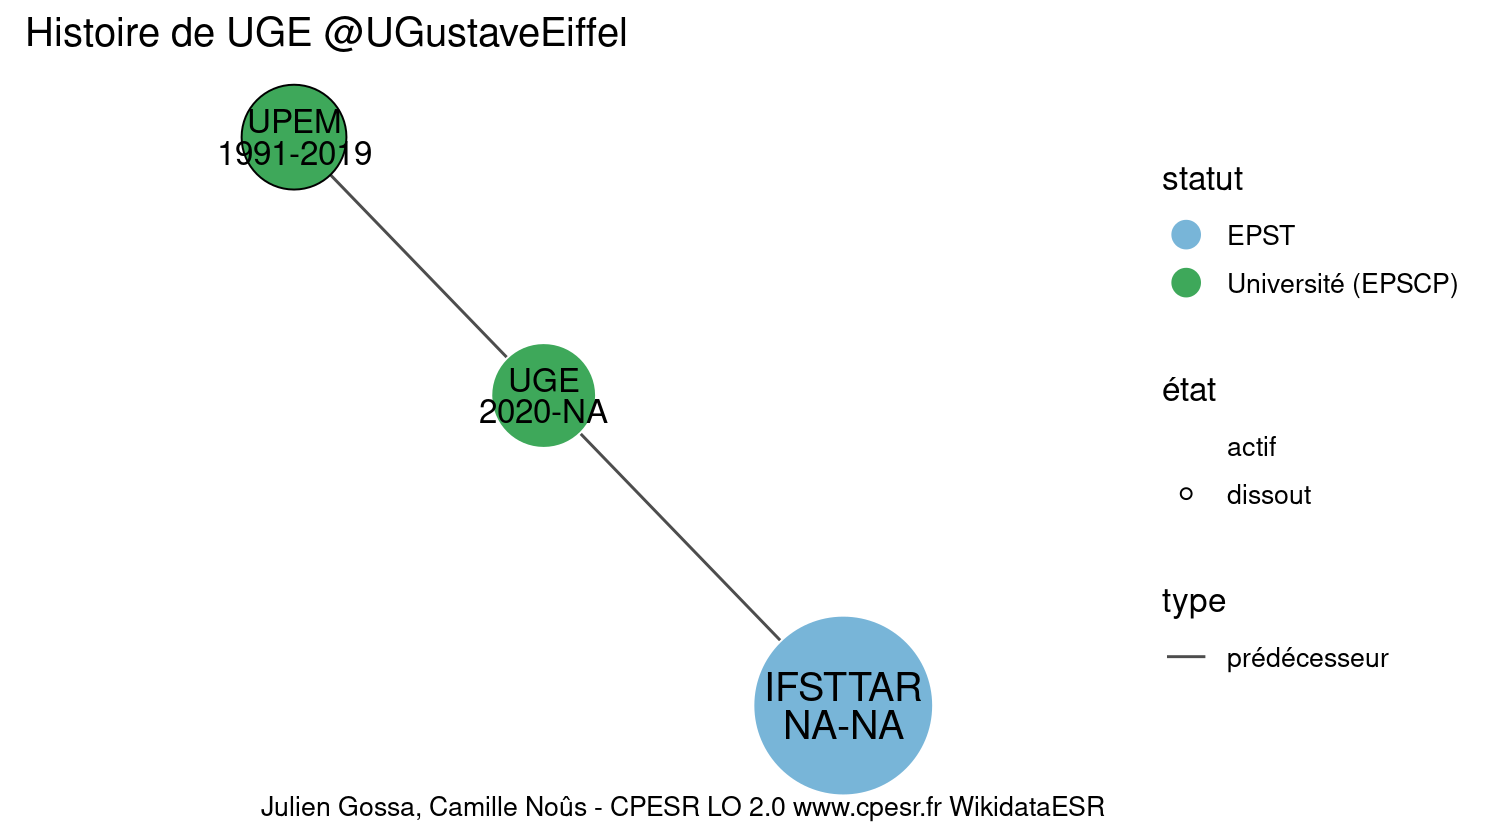 Histoire de UGE @UGustaveEiffel
UPEM
1991-2019
UGE
2020-NA
IFSTTAR
NA-NA
statut
EPST
Université (EPSCP)
état
actif
dissout
type
prédécesseur
Julien Gossa, Camille Noûs - CPESR LO 2.0 www.cpesr.fr WikidataESR